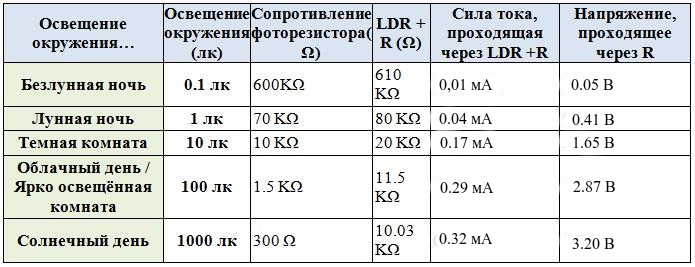 Освещение окружения…
Освещение окружения (лк)
Сопротивление фоторезистора(Ω)
LDR + R (Ω)
Сила тока, проходящая через LDR +R
Напряжение, проходящее через R
Безлунная ночь
0.1 лк
600KΩ
610 KΩ
0,01 мА
0.05 В
Лунная ночь
1 лк
70 KΩ
80 KΩ
0.04 мА
0.41 В
Темная комната
10 лк
10 KΩ
20 KΩ
0.17 мА
1.65 В
Облачный день / Ярко освещённая комната
100 лк
1.5 KΩ
11.5 KΩ
0.29 мА
2.87 В
Солнечный день
1000 лк
300 Ω
10.03 KΩ
0.32 мА
3.20 В